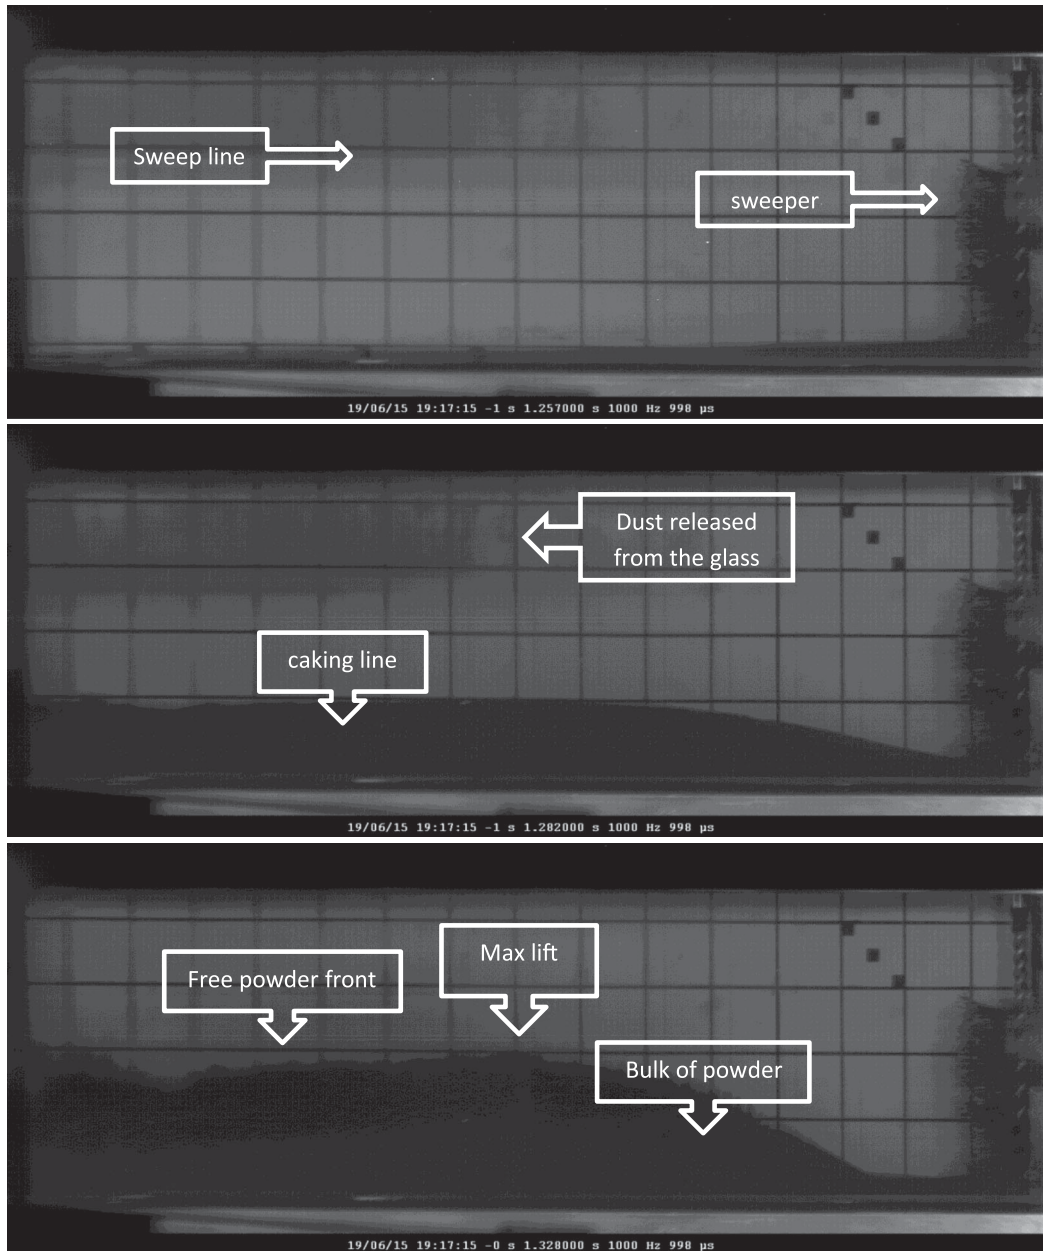 Sweep line
sweeper
19/06/15 19:17:15 -1 s 1.257000 s 1000 Hz 998 µs
Dust released
from the glass
caking line
19/06/15 19:17:15 -1 s 1.282000 s 1000 Hz 998 µs
Max lift
Free powder front
Bulk of powder
19/06/15 19:17:15 -0 s 1.328000 s 1000 Hz 998 µs